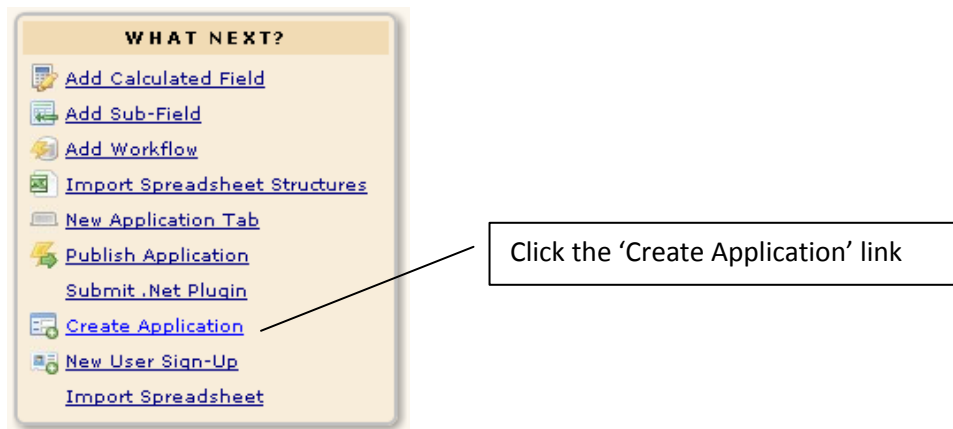 WHAT NEXT?
Add Calculated Field
Add Sub-Field
Add Workflow
Import Spreadsheet Structures
New Application Tab
Publish Application
Submit .Net Plugin
Create Application
New User Sign-Up
Import Spreadsheet
Click the ‘Create Application’ link